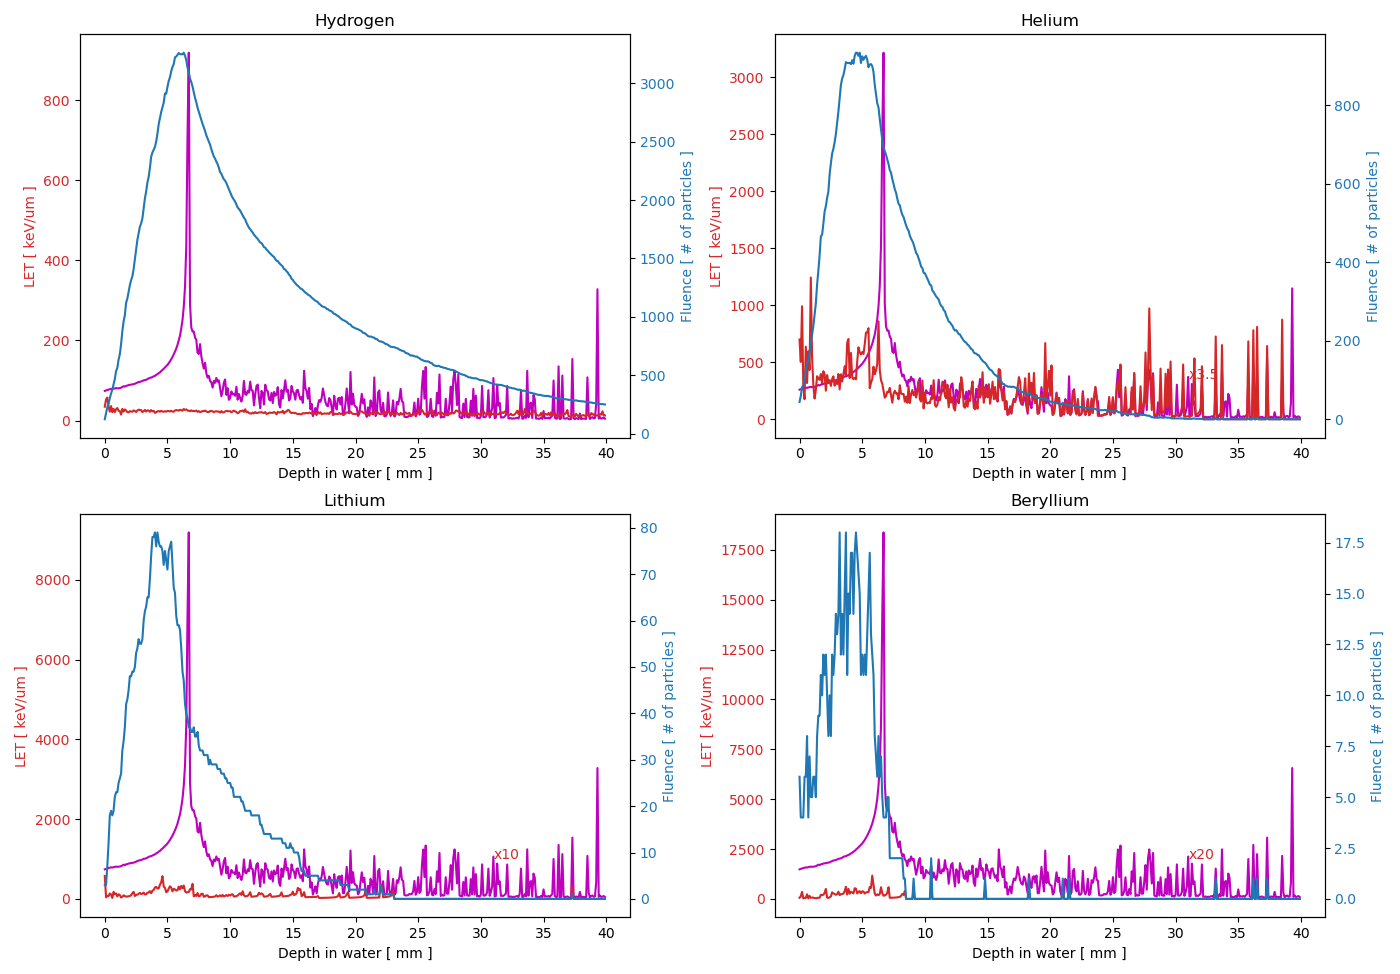 Hydrogen
LET [ keV/um ]
800
600
400
200
0
3000
2500
2000
1500
1000
500
0
Fluence [ # of particles ]
0 5 10 15 20 25 30 35 40
Depth in water [ mm ]
Helium
LET [ keV/um ]
3000
2500
2000
1500
1000
500
0
x3.5
800
600
400
200
0
Fluence [ # of particles ]
0 5 10 15 20 25 30 35 40
Depth in water [ mm ]
Lithium
LET [ keV/um ]
8000
6000
4000
2000
0
x10
80
70
60
50
40
30
20
10
0
Fluence [ # of particles ]
0 5 10 15 20 25 30 35 40
Depth in water [ mm ]
Beryllium
LET [ keV/um ]
17500
15000
12500
10000
7500
5000
2500
0
x20
17.5
15.0
12.5
10.0
7.5
5.0
2.5
0.0
Fluence [ # of particles ]
0 5 10 15 20 25 30 35 40
Depth in water [ mm ]